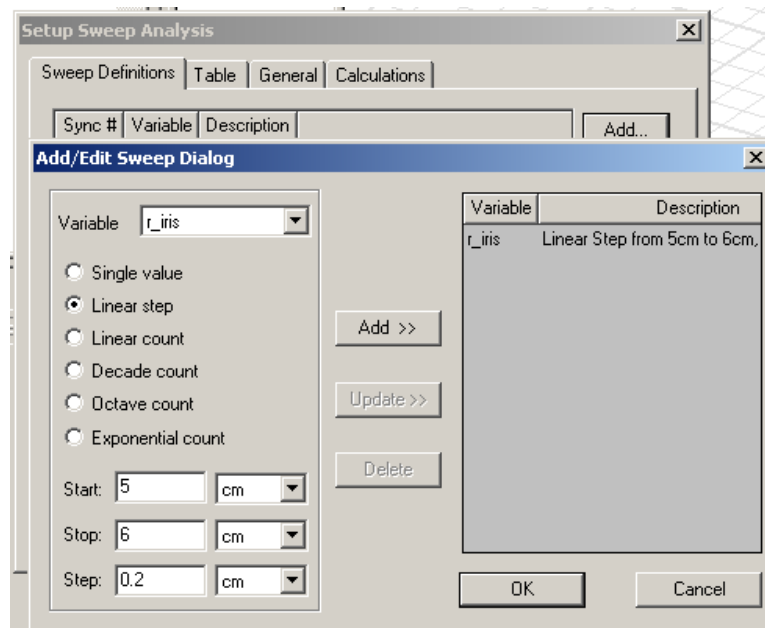 Setup Sweep Analysis
Sweep Definitions Table General Calculations
Sync # Variable Description
Add...
Add/Edit Sweep Dialog
Variable r_iris
Single value
Linear step
Linear count
Decade count
Octave count
Exponential count
Start: 5 cm
Stop: 6 cm
Step: 0.2 cm
Add >>
Update >>
Delete
Variable Description
r_iris Linear Step from 5cm to 6cm,
OK Cancel